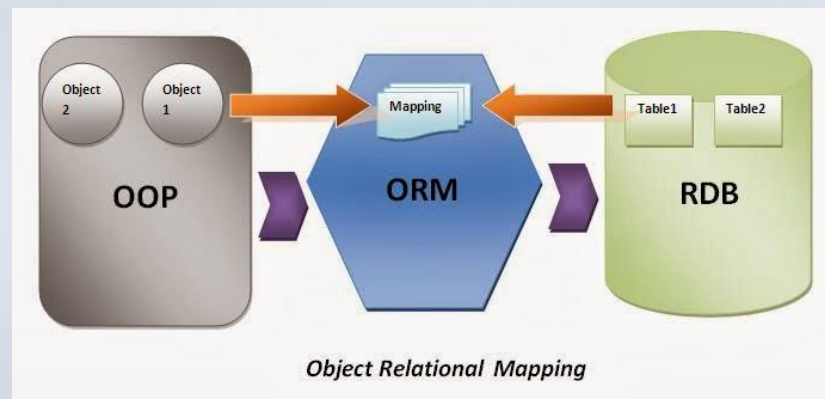 Object
2
Object
1
Mapping
Table1
Table2
OOP
ORM
RDB
Object Relational Mapping